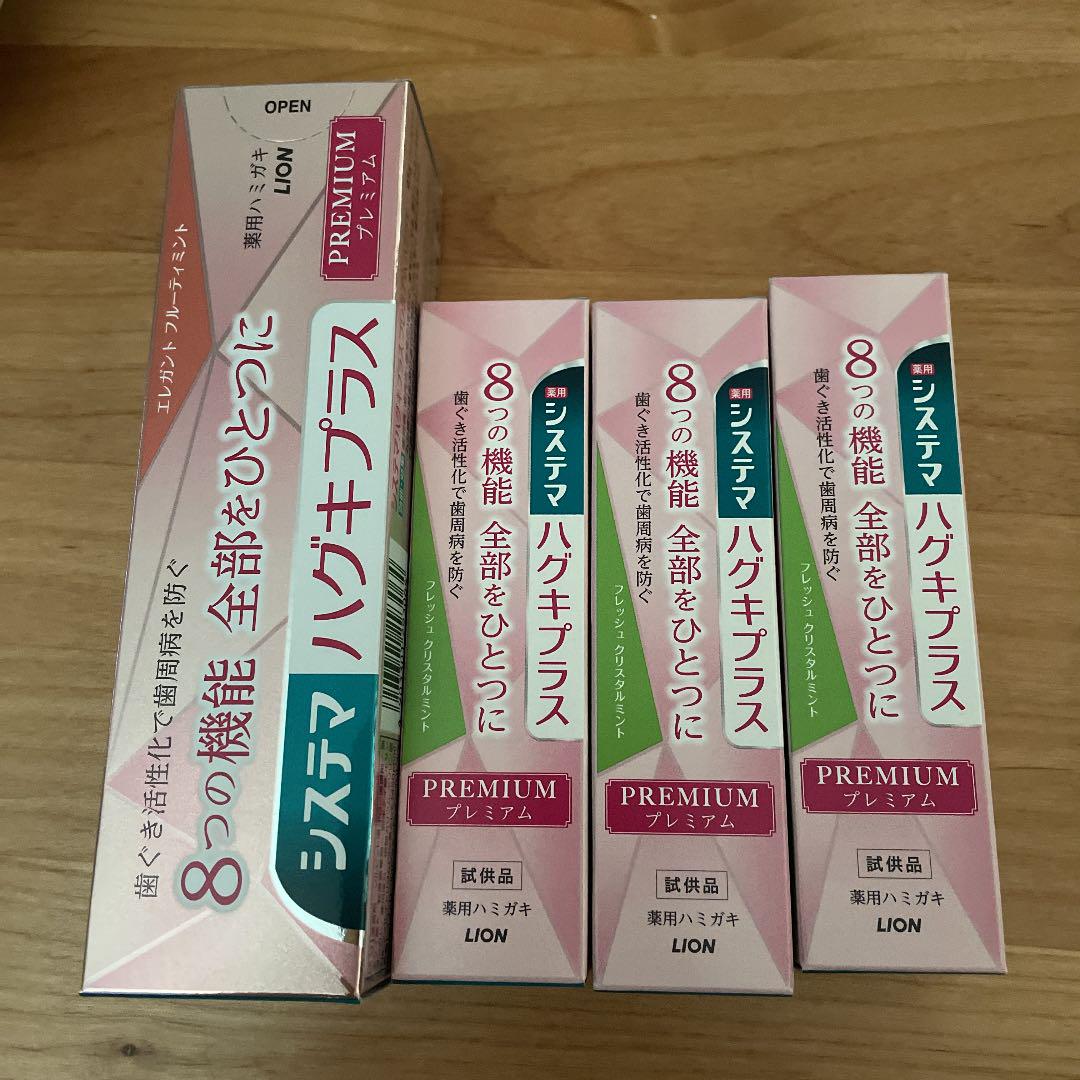 OPEN
薬用ハミガキ
LION
PREMIUM
プレミアム
エレガント フルーティミント
歯ぐき活性化で歯周病を防ぐ
8つの機能 全部をひとつに
システマ ハグキプラス
薬用
システマ
ハグキプラス
8つの機能 全部をひとつに
歯ぐき活性化で歯周病を防ぐ
フレッシュ クリスタルミント
PREMIUM
プレミアム
試供品
薬用ハミガキ
LION
薬用
システマ
ハグキプラス
8つの機能 全部をひとつに
歯ぐき活性化で歯周病を防ぐ
フレッシュ クリスタルミント
PREMIUM
プレミアム
試供品
薬用ハミガキ
LION
薬用
システマ
ハグキプラス
8つの機能 全部をひとつに
歯ぐき活性化で歯周病を防ぐ
フレッシュ クリスタルミント
PREMIUM
プレミアム
試供品
薬用ハミガキ
LION